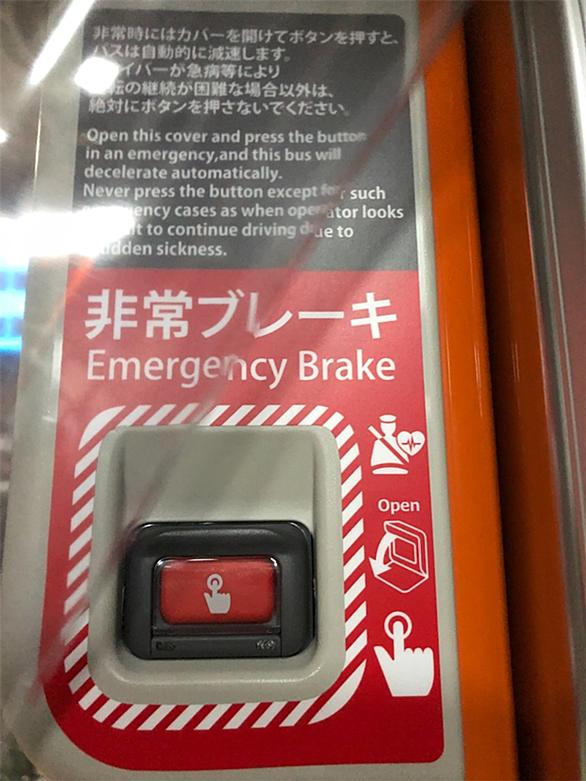 非常時にはカバーを開けてボタンを押すと、
バスは自動的に減速します。
イバーが急病等により
転の継続が困難な場合以外は、
絶対にボタンを押さないでください。
Open this cover and press the button
in an emergency,and this bus will
decelerate automatically.
Never press the button except for such
emergency cases as when operator looks
to continue driving due to
sudden sickness.
非常ブレーキ
Emergency Brake
Open